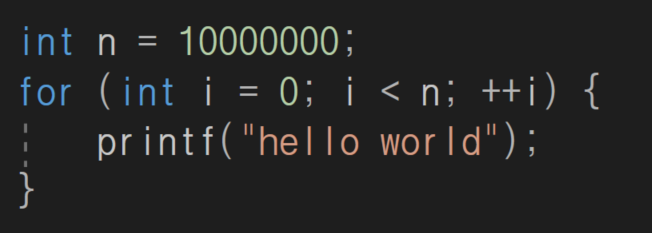 int n = 10000000;
for (int i = 0; i < n; ++i) {
    printf("hello world");
}